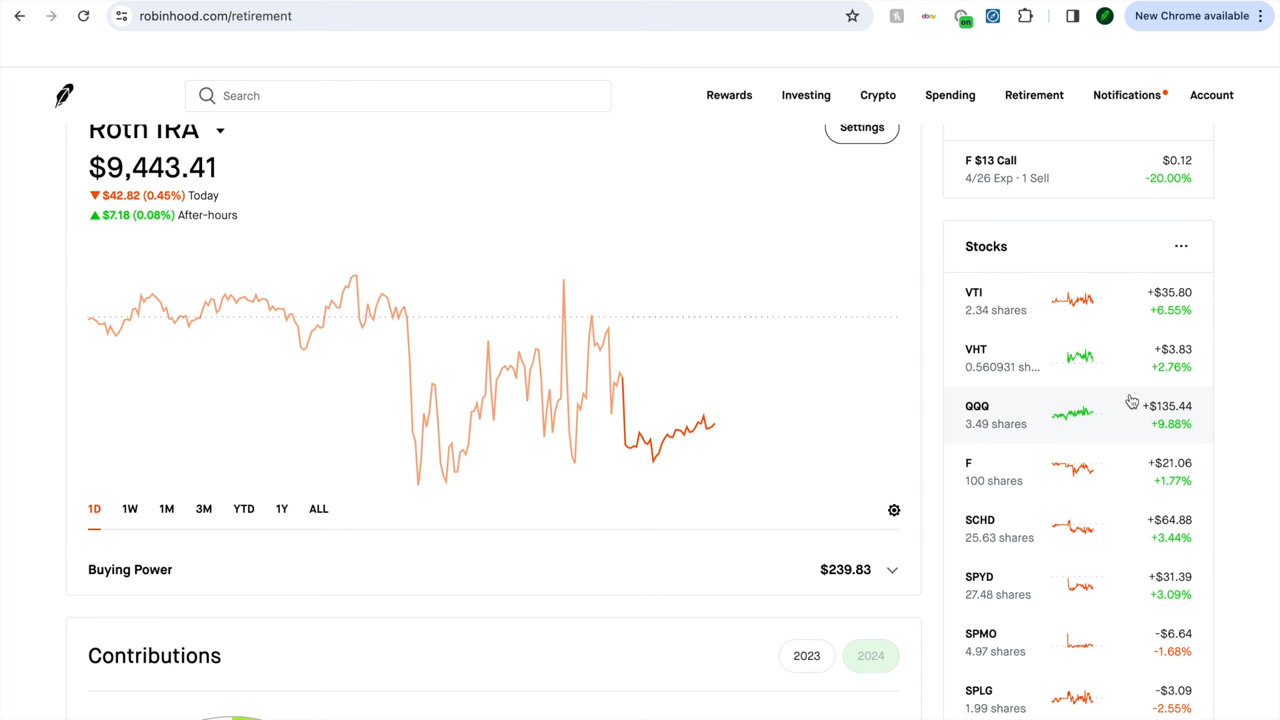 robinhood.com/retirement
ebay
on
New Chrome available
Search
Rewards
Investing
Crypto
Spending
Retirement
Notifications
Account
Roth IRA
Settings
$9,443.41
$42.82 (0.45%) Today
$7.18 (0.08%) After-hours
1D
1W
1M
3M
YTD
1Y
ALL
Buying Power
$239.83
Contributions
2023
2024
F $13 Call
$0.12
4/26 Exp · 1 Sell
-20.00%
Stocks
VTI
+$35.80
2.34 shares
+6.55%
VHT
+$3.83
0.560931 sh...
+2.76%
QQQ
+$135.44
3.49 shares
+9.88%
F
+$21.06
100 shares
+1.77%
SCHD
+$64.88
25.63 shares
+3.44%
SPYD
+$31.39
27.48 shares
+3.09%
SPMO
-$6.64
4.97 shares
-1.68%
SPLG
-$3.09
1.99 shares
-2.55%